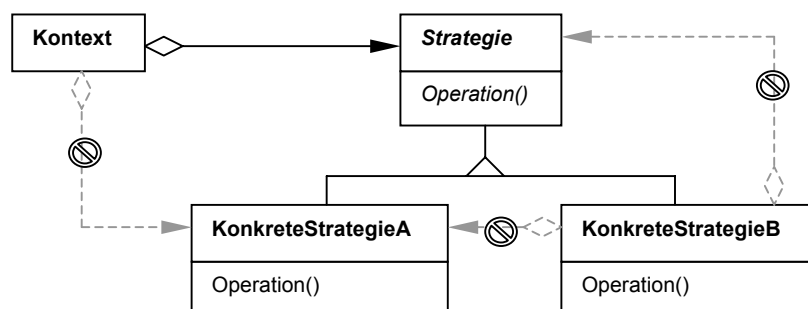 Kontext
Strategie
Operation()
KonkreteStrategieA
Operation()
KonkreteStrategieB
Operation()